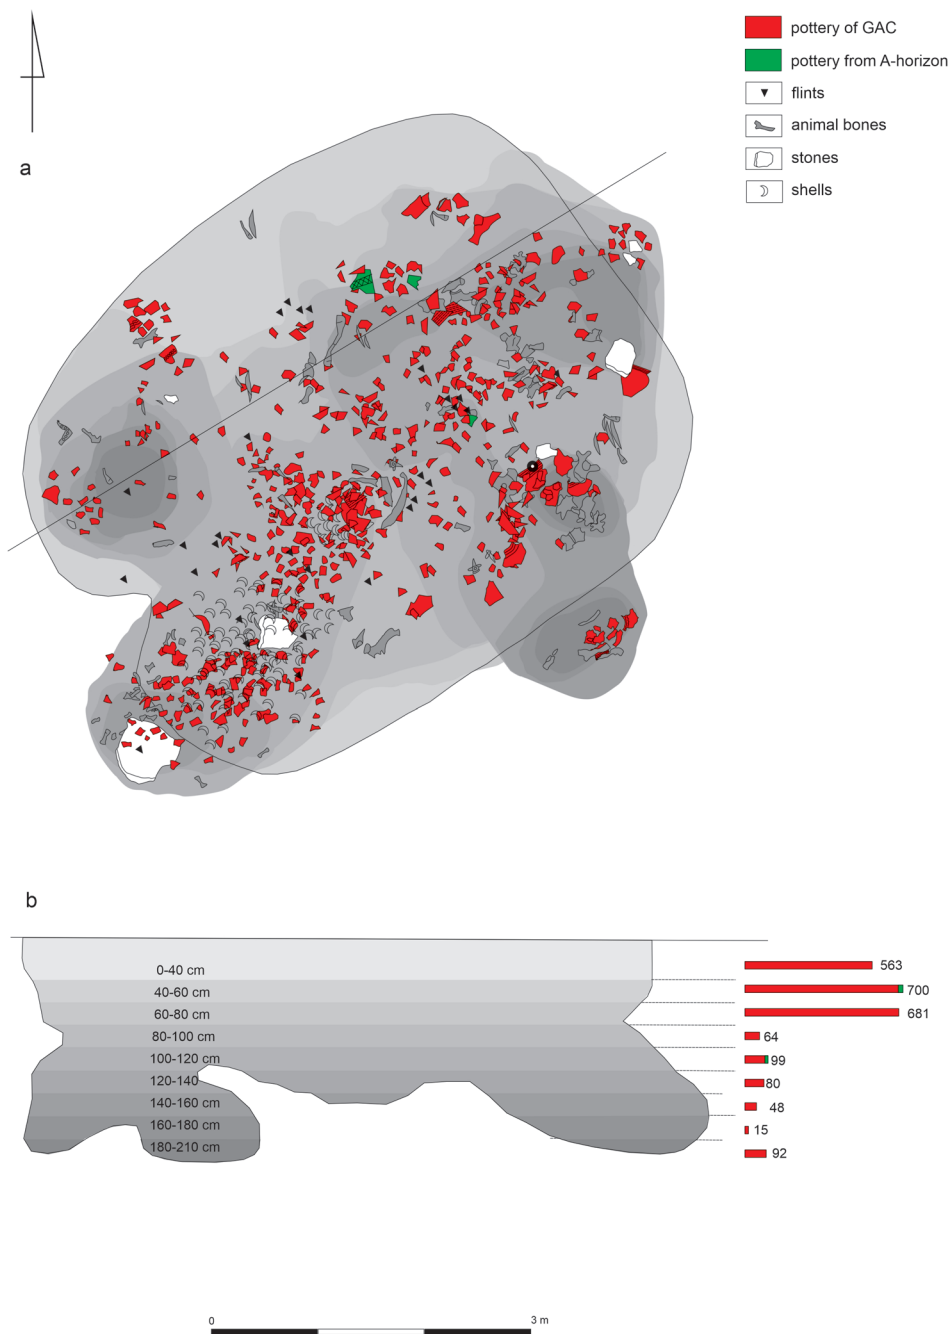 pottery of GAC
pottery from A-horizon
flints
animal bones
stones
shells
a
b
0-40 cm
563
40-60 cm
700
60-80 cm
681
80-100 cm
64
100-120 cm
99
120-140
80
140-160 cm
48
160-180 cm
15
180-210 cm
92
0
3 m